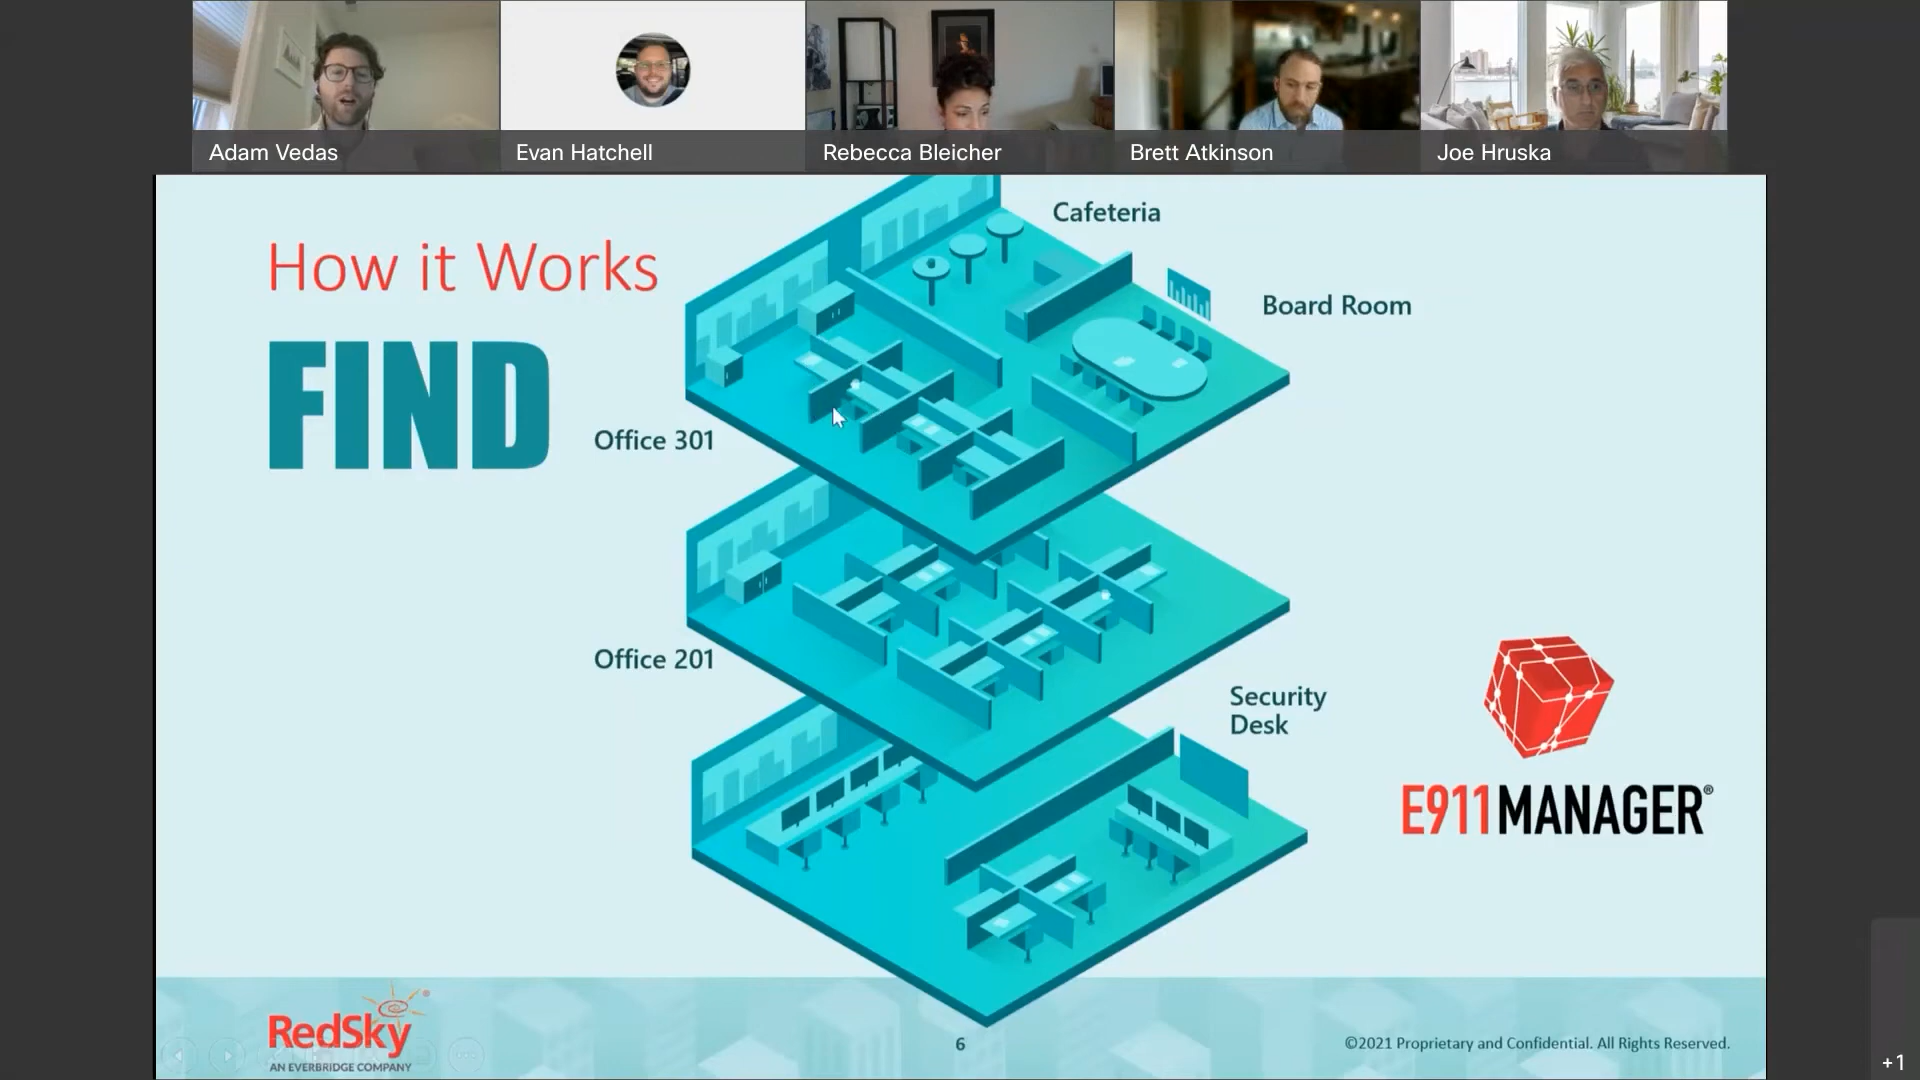 Adam Vedas
Evan Hatchell
Rebecca Bleicher
Brett Atkinson
Joe Hruska
How it Works
FIND
Cafeteria
Board Room
Office 301
Office 201
Security
Desk
E911MANAGER®
RedSky®
AN EVERBRIDGE COMPANY
6
©2021 Proprietary and Confidential. All Rights Reserved.
+1